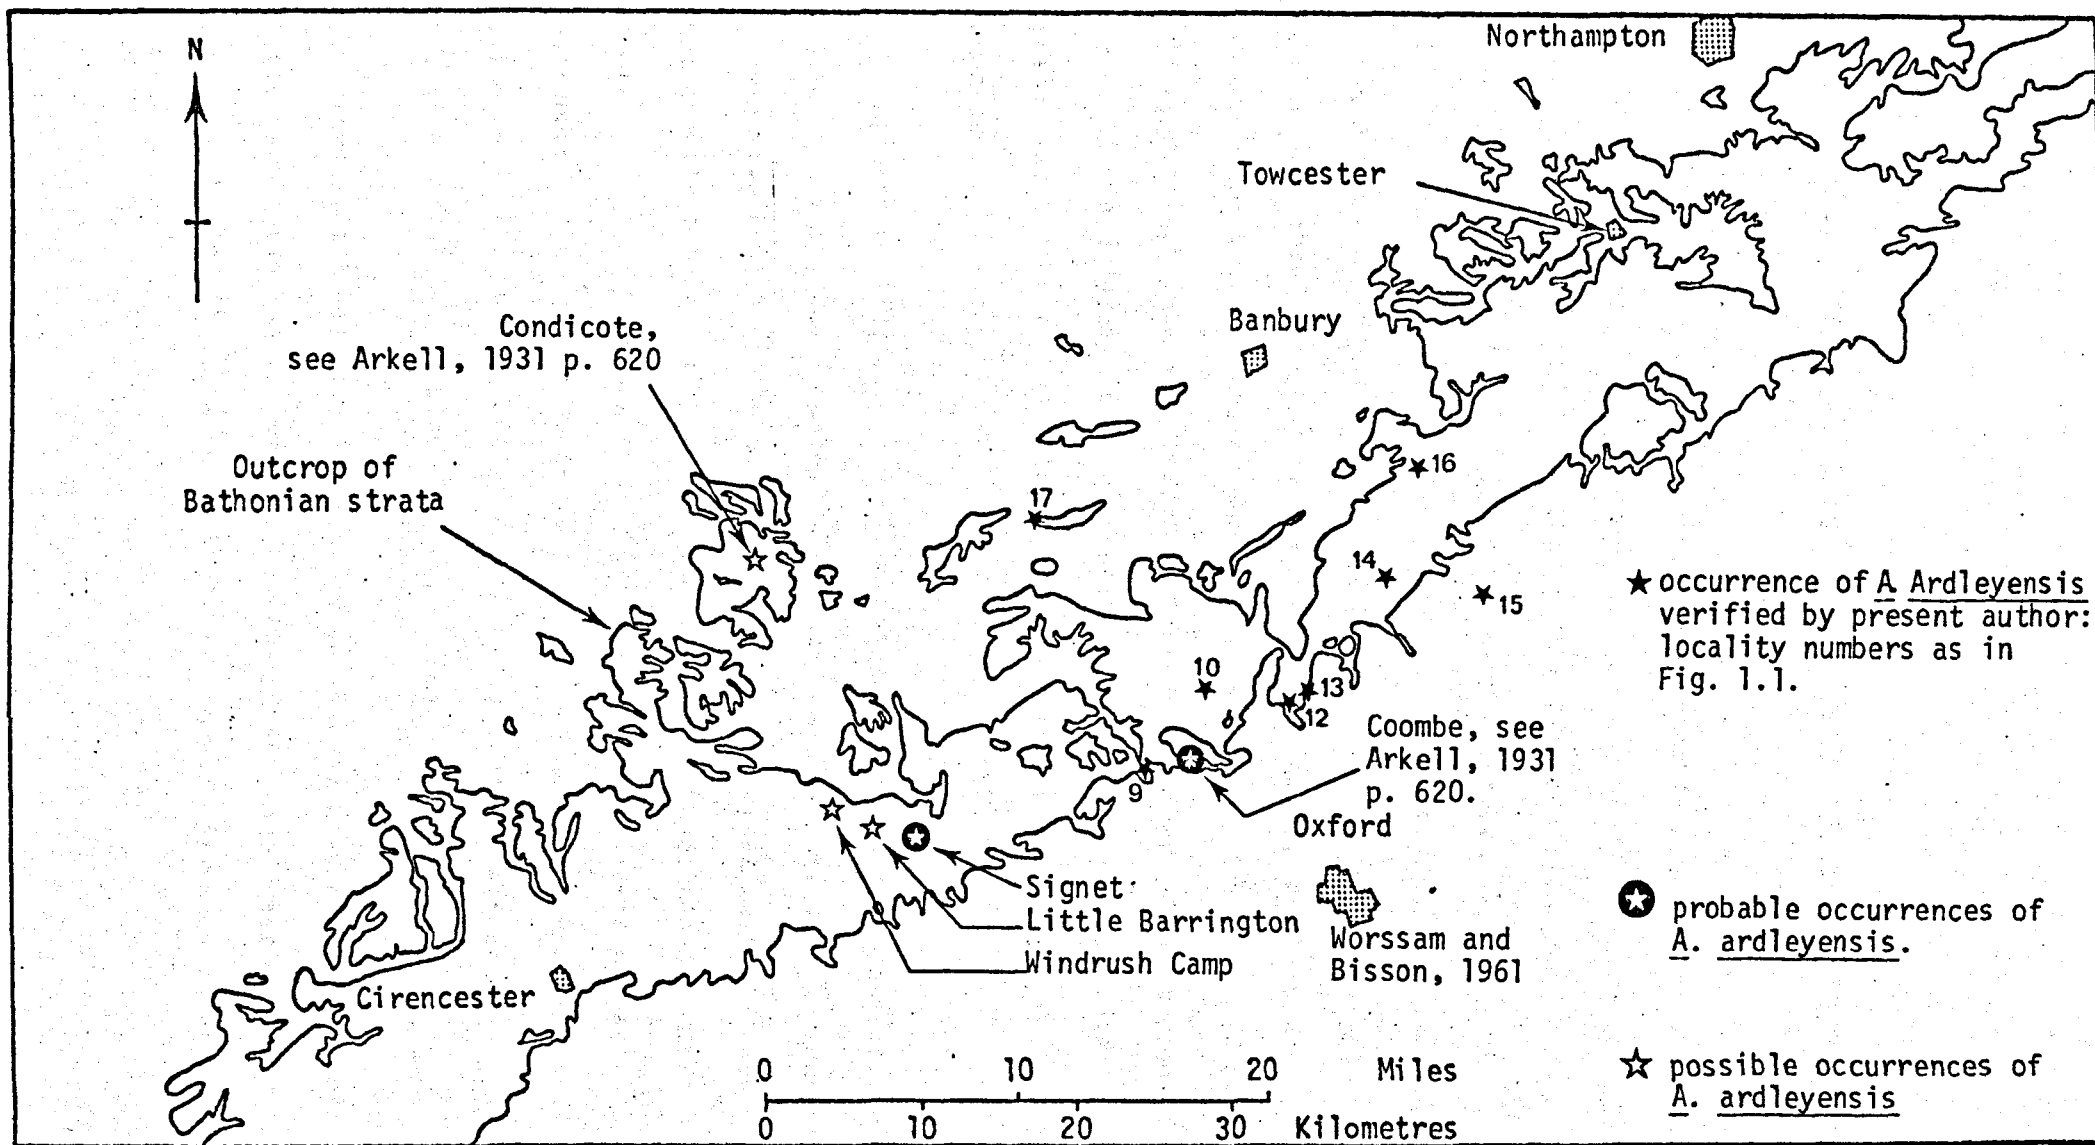 N
Northampton
Towcester
Banbury
Condicote,
see Arkell, 1931 p. 620
Outcrop of
Bathonian strata
17
16
14
15
10
13
12
9
Coombe, see
Arkell, 1931
p. 620.
Oxford
Signet
Little Barrington
Windrush Camp
Worssam and
Bisson, 1961
Cirencester
★ occurrence of A Ardleyensis
verified by present author:
locality numbers as in
Fig. 1.1.
probable occurrences of
A. ardleyensis.
☆ possible occurrences of
A. ardleyensis
0 10 20 Miles
0 10 20 30 Kilometres